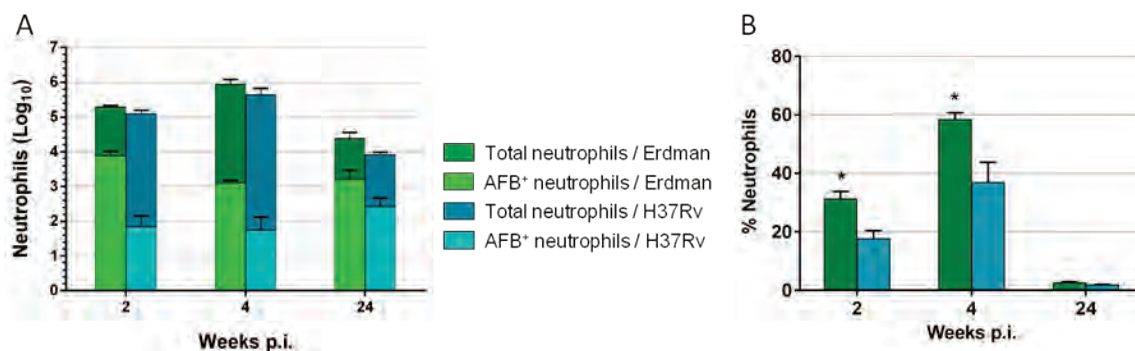 A
Neutrophils (Log10)
7
6
5
4
3
2
1
0
2
4
24
Weeks p.i.
Total neutrophils / Erdman
AFB⁺ neutrophils / Erdman
Total neutrophils / H37Rv
AFB⁺ neutrophils / H37Rv
B
% Neutrophils
80
60
40
20
0
*
*
2
4
24
Weeks p.i.